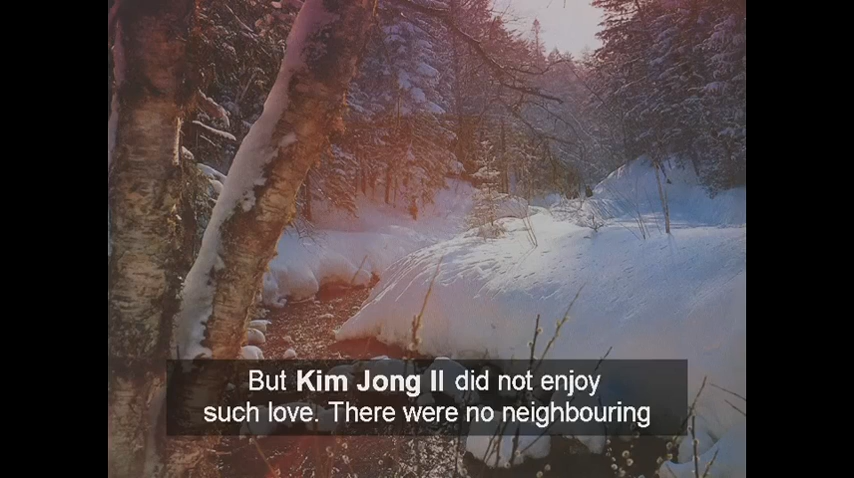 But Kim Jong Il did not enjoy
such love. There were no neighbouring